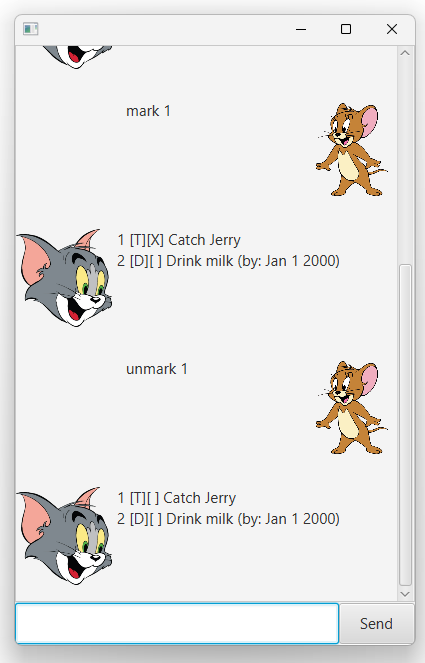 mark 1
1 [T][X] Catch Jerry
2 [D][ ] Drink milk (by: Jan 1 2000)
unmark 1
1 [T][ ] Catch Jerry
2 [D][ ] Drink milk (by: Jan 1 2000)
Send